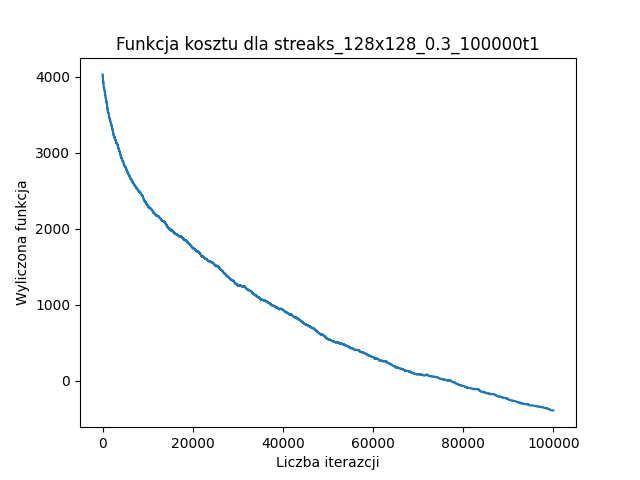 Funkcja kosztu dla streaks_128x128_0.3_100000t1
4000
3000
2000
1000
0
Wyliczona funkcja
0 20000 40000 60000 80000 100000
Liczba iterazcji